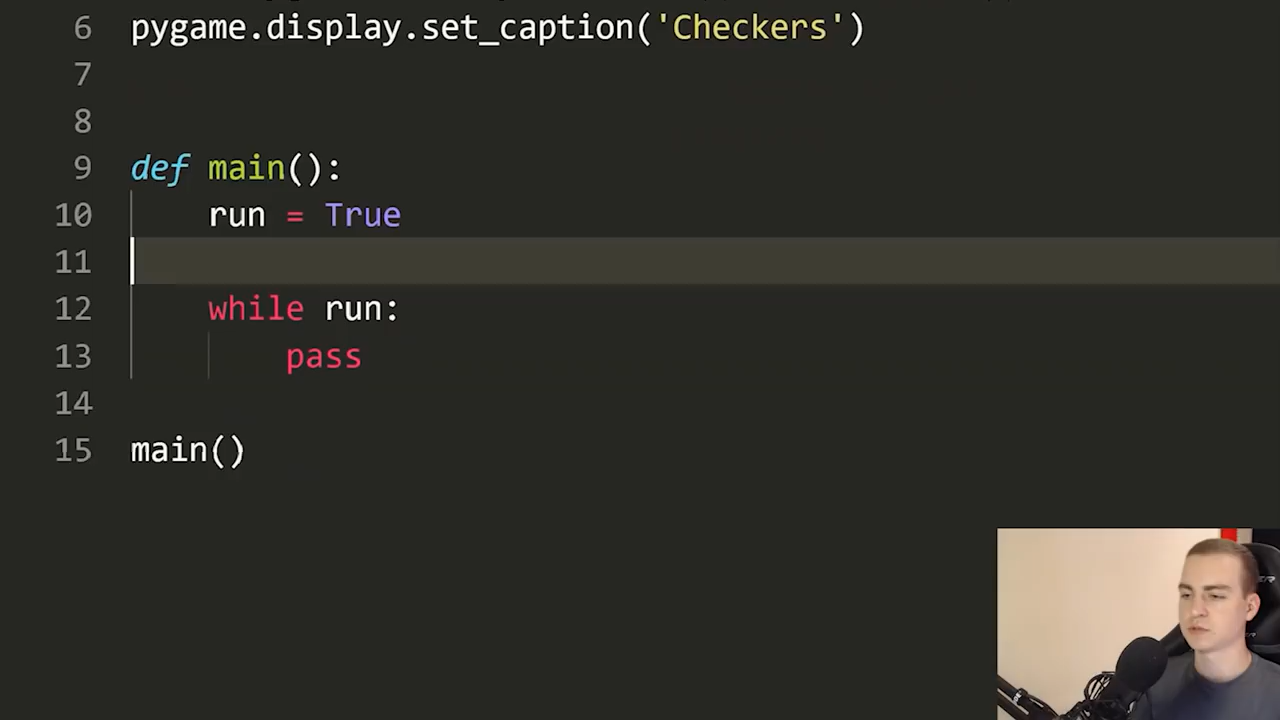 6 pygame.display.set_caption('Checkers')
7
8
9 def main():
10     run = True
11
12     while run:
13         pass
14
15 main()